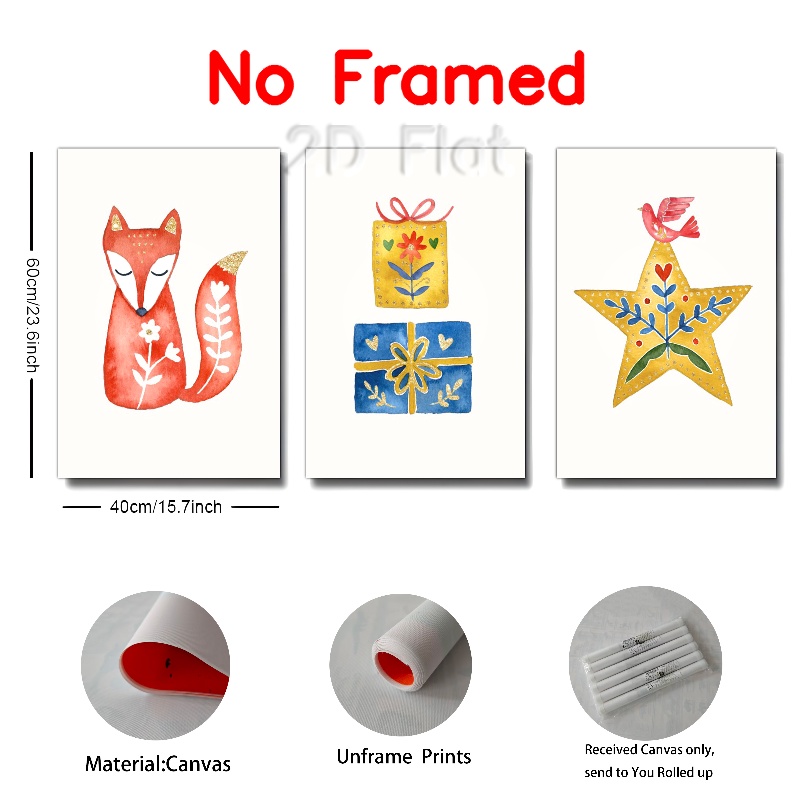 No Framed
2D Flat
60cm/23.6inch
40cm/15.7inch
Material:Canvas
Unframe Prints
Received Canvas only,
send to You Rolled up